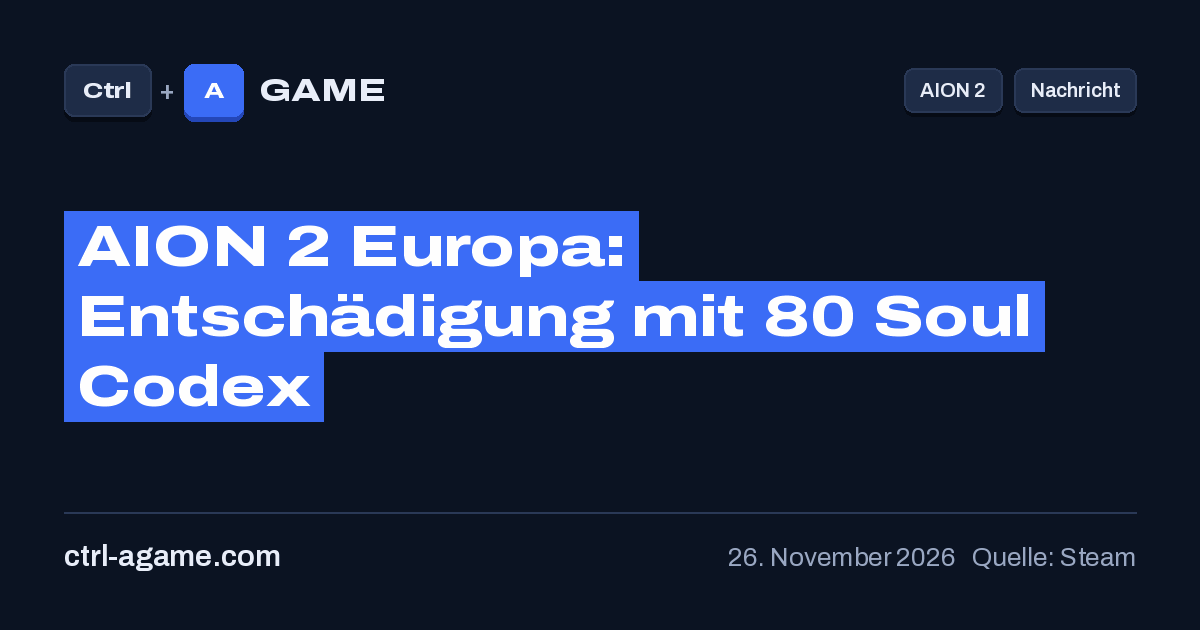 Ctrl + A GAME
AION 2 Nachricht
AION 2 Europa:
Entschädigung mit 80 Soul
Codex
ctrl-agame.com
26. November 2026 Quelle: Steam